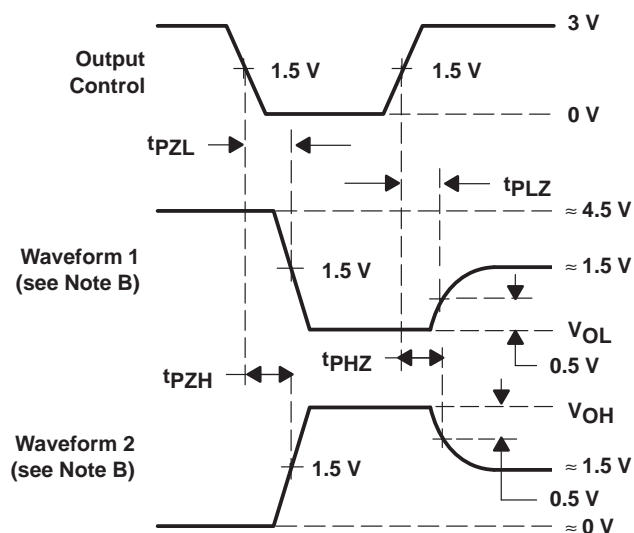 3 V
Output
Control
1.5 V
1.5 V
0 V
tPZL
tPLZ
≈ 4.5 V
Waveform 1
(see Note B)
1.5 V
≈ 1.5 V
VOL
0.5 V
tPHZ
tPZH
VOH
Waveform 2
(see Note B)
1.5 V
≈ 1.5 V
0.5 V
≈ 0 V